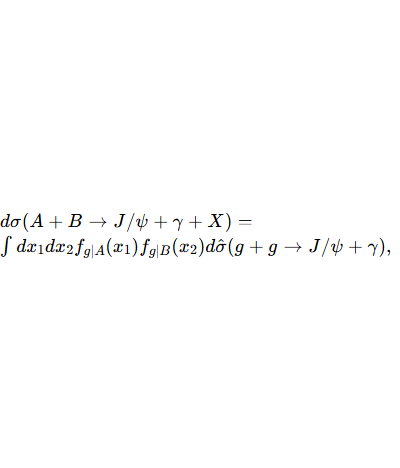 dσ(A + B → J/ψ + γ + X) =
∫ dx₁dx₂f_{g|A}(x₁)f_{g|B}(x₂)dσ̂(g + g → J/ψ + γ),